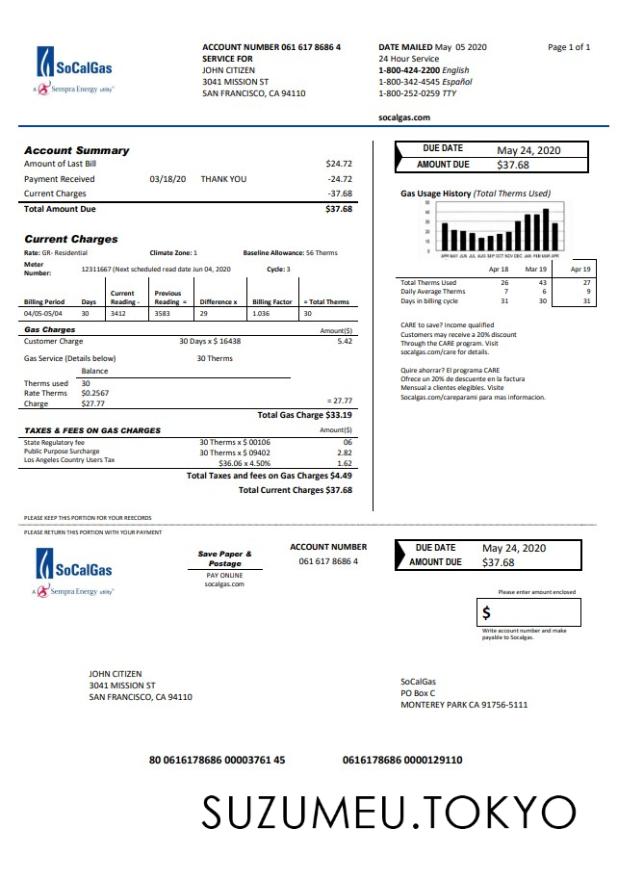 SoCalGas
A Sempra Energy utility®
ACCOUNT NUMBER 061 617 8686 4
SERVICE FOR
JOHN CITIZEN
3041 MISSION ST
SAN FRANCISCO, CA 94110
DATE MAILED May 05 2020
24 Hour Service
1-800-424-2200 English
1-800-342-4545 Español
1-800-252-0259 TTY
socalgas.com
Page 1 of 1
Account Summary
Amount of Last Bill $24.72
Payment Received 03/18/20 THANK YOU -24.72
Current Charges -37.68
Total Amount Due $37.68
DUE DATE May 24, 2020
AMOUNT DUE $37.68
Current Charges
Rate: GR- Residential Climate Zone: 1 Baseline Allowance: 56 Therms
Meter Number: 12311667 (Next scheduled read date Jun 04, 2020 Cycle: 3
Billing Period Days Current Reading - Previous Reading = Difference x Billing Factor = Total Therms
04/05-05/04 30 3412 3583 29 1.036 30
Gas Charges Amount($)
Customer Charge 30 Days x $ 16438 5.42
Gas Service (Details below) 30 Therms
Balance
Therms used 30
Rate Therms $0.2567
Charge $27.77 = 27.77
Total Gas Charge $33.19
TAXES & FEES ON GAS CHARGES Amount($)
State Regulatory fee 30 Therms x $ 00106 06
Public Purpose Surcharge 30 Therms x $ 09402 2.82
Los Angeles Country Users Tax $36.06 x 4.50% 1.62
Total Taxes and fees on Gas Charges $4.49
Total Current Charges $37.68
Gas Usage History (Total Therms Used)
50
40
30
20
10
0
APR MAY JUN JUL AUG SEP OCT NOV DEC JAN FEB MAR APR
Apr 18 Mar 19 Apr 19
Total Therms Used 26 43 27
Daily Average Therms 7 6 9
Days in billing cycle 31 30 31
CARE to save? Income qualified
Customers may receive a 20% discount
Through the CARE program. Visit
socalgas.com/care for details.
Quire ahorrar? El programa CARE
Ofrece un 20% de descuento en la factura
Mensual a clientes elegibles. Visite
Socalgas.com/careparami para mas informacion.
PLEASE KEEP THIS PORTION FOR YOUR REECORDS
PLEASE RETURN THIS PORTION WITH YOUR PAYMENT
SoCalGas
A Sempra Energy utility®
Save Paper &
Postage
PAY ONLINE
socalgas.com
ACCOUNT NUMBER
061 617 8686 4
DUE DATE May 24, 2020
AMOUNT DUE $37.68
Please enter amount enclosed
$
Write account number and make
payable to Socalgas.
JOHN CITIZEN
3041 MISSION ST
SAN FRANCISCO, CA 94110
SoCalGas
PO Box C
MONTEREY PARK CA 91756-5111
80 0616178686 00003761 45 0616178686 0000129110
SUZUMEU.TOKYO